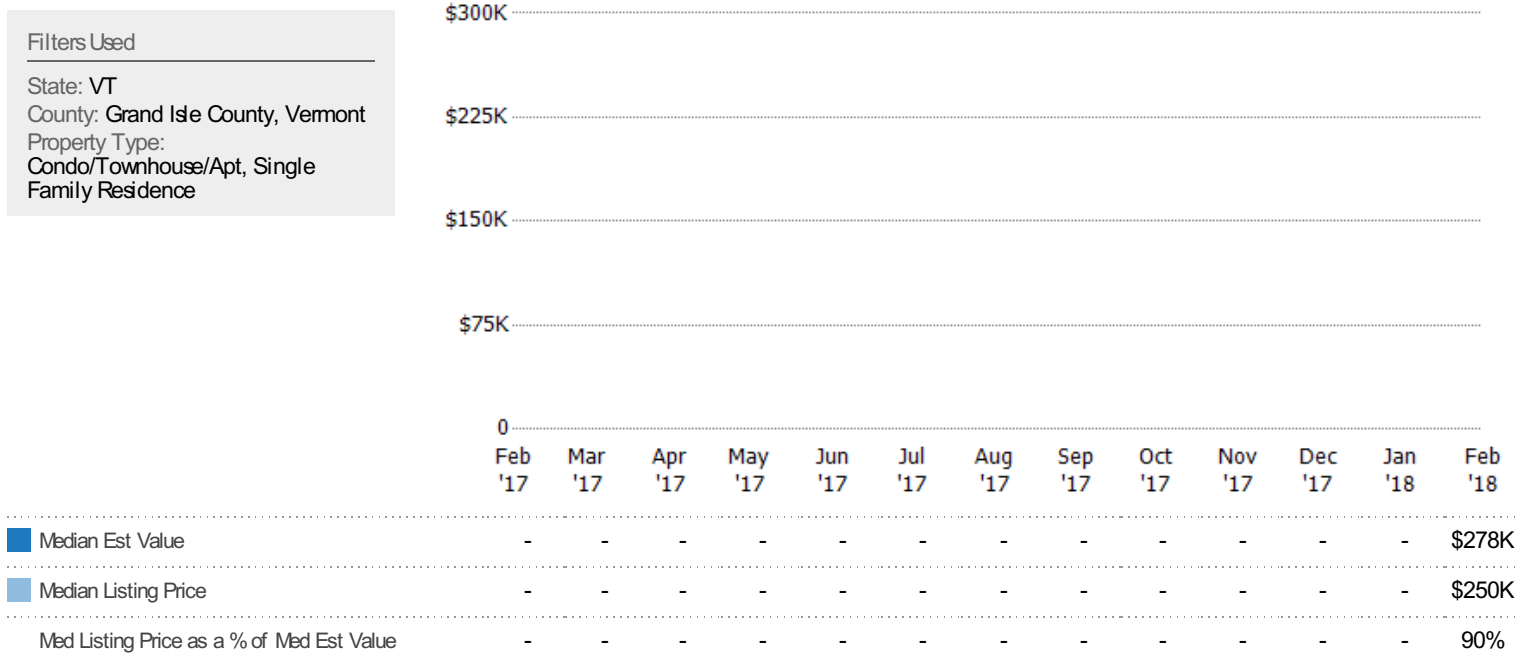 Filters Used
State: VT
County: Grand Isle County, Vermont
Property Type:
Condo/Townhouse/Apt, Single
Family Residence
$300K
$225K
$150K
$75K
0
Feb Mar Apr May Jun Jul Aug Sep Oct Nov Dec Jan Feb
'17 '17 '17 '17 '17 '17 '17 '17 '17 '17 '17 '18 '18
Median Est Value - - - - - - - - - - - - $278K
Median Listing Price - - - - - - - - - - - - $250K
Med Listing Price as a % of Med Est Value - - - - - - - - - - - - 90%